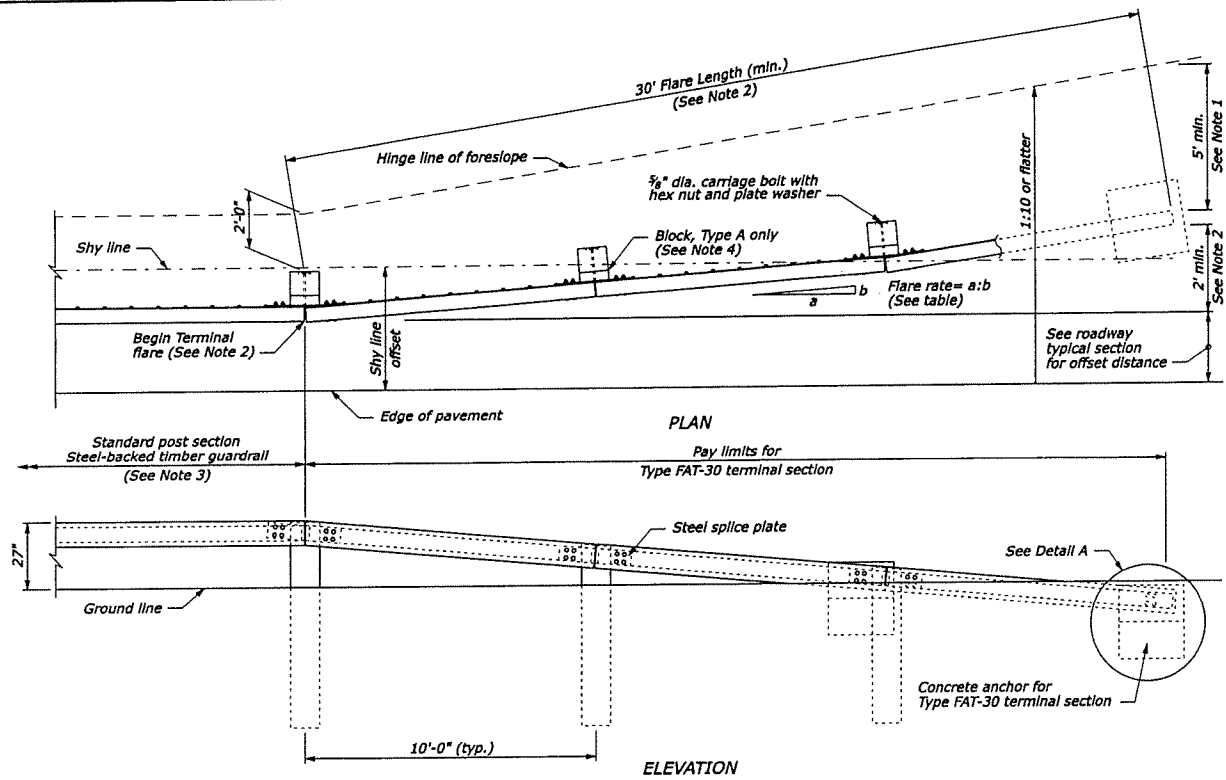 30' Flare Length (min.)
(See Note 2)
Hinge line of foreslope
5/8" dia. carriage bolt with
hex nut and plate washer
5' min.
See Note 1
2'-0"
Shy line
Block, Type A only
(See Note 4)
1:10 or flatter
b
a
Flare rate= a:b
(See table)
2' min.
See Note 2
Begin Terminal
flare (See Note 2)
Shy line
offset
See roadway
typical section
for offset distance
Edge of pavement
PLAN
Standard post section
Steel-backed timber guardrail
(See Note 3)
Pay limits for
Type FAT-30 terminal section
Steel splice plate
See Detail A
27"
Ground line
Concrete anchor for
Type FAT-30 terminal section
10'-0" (typ.)
ELEVATION